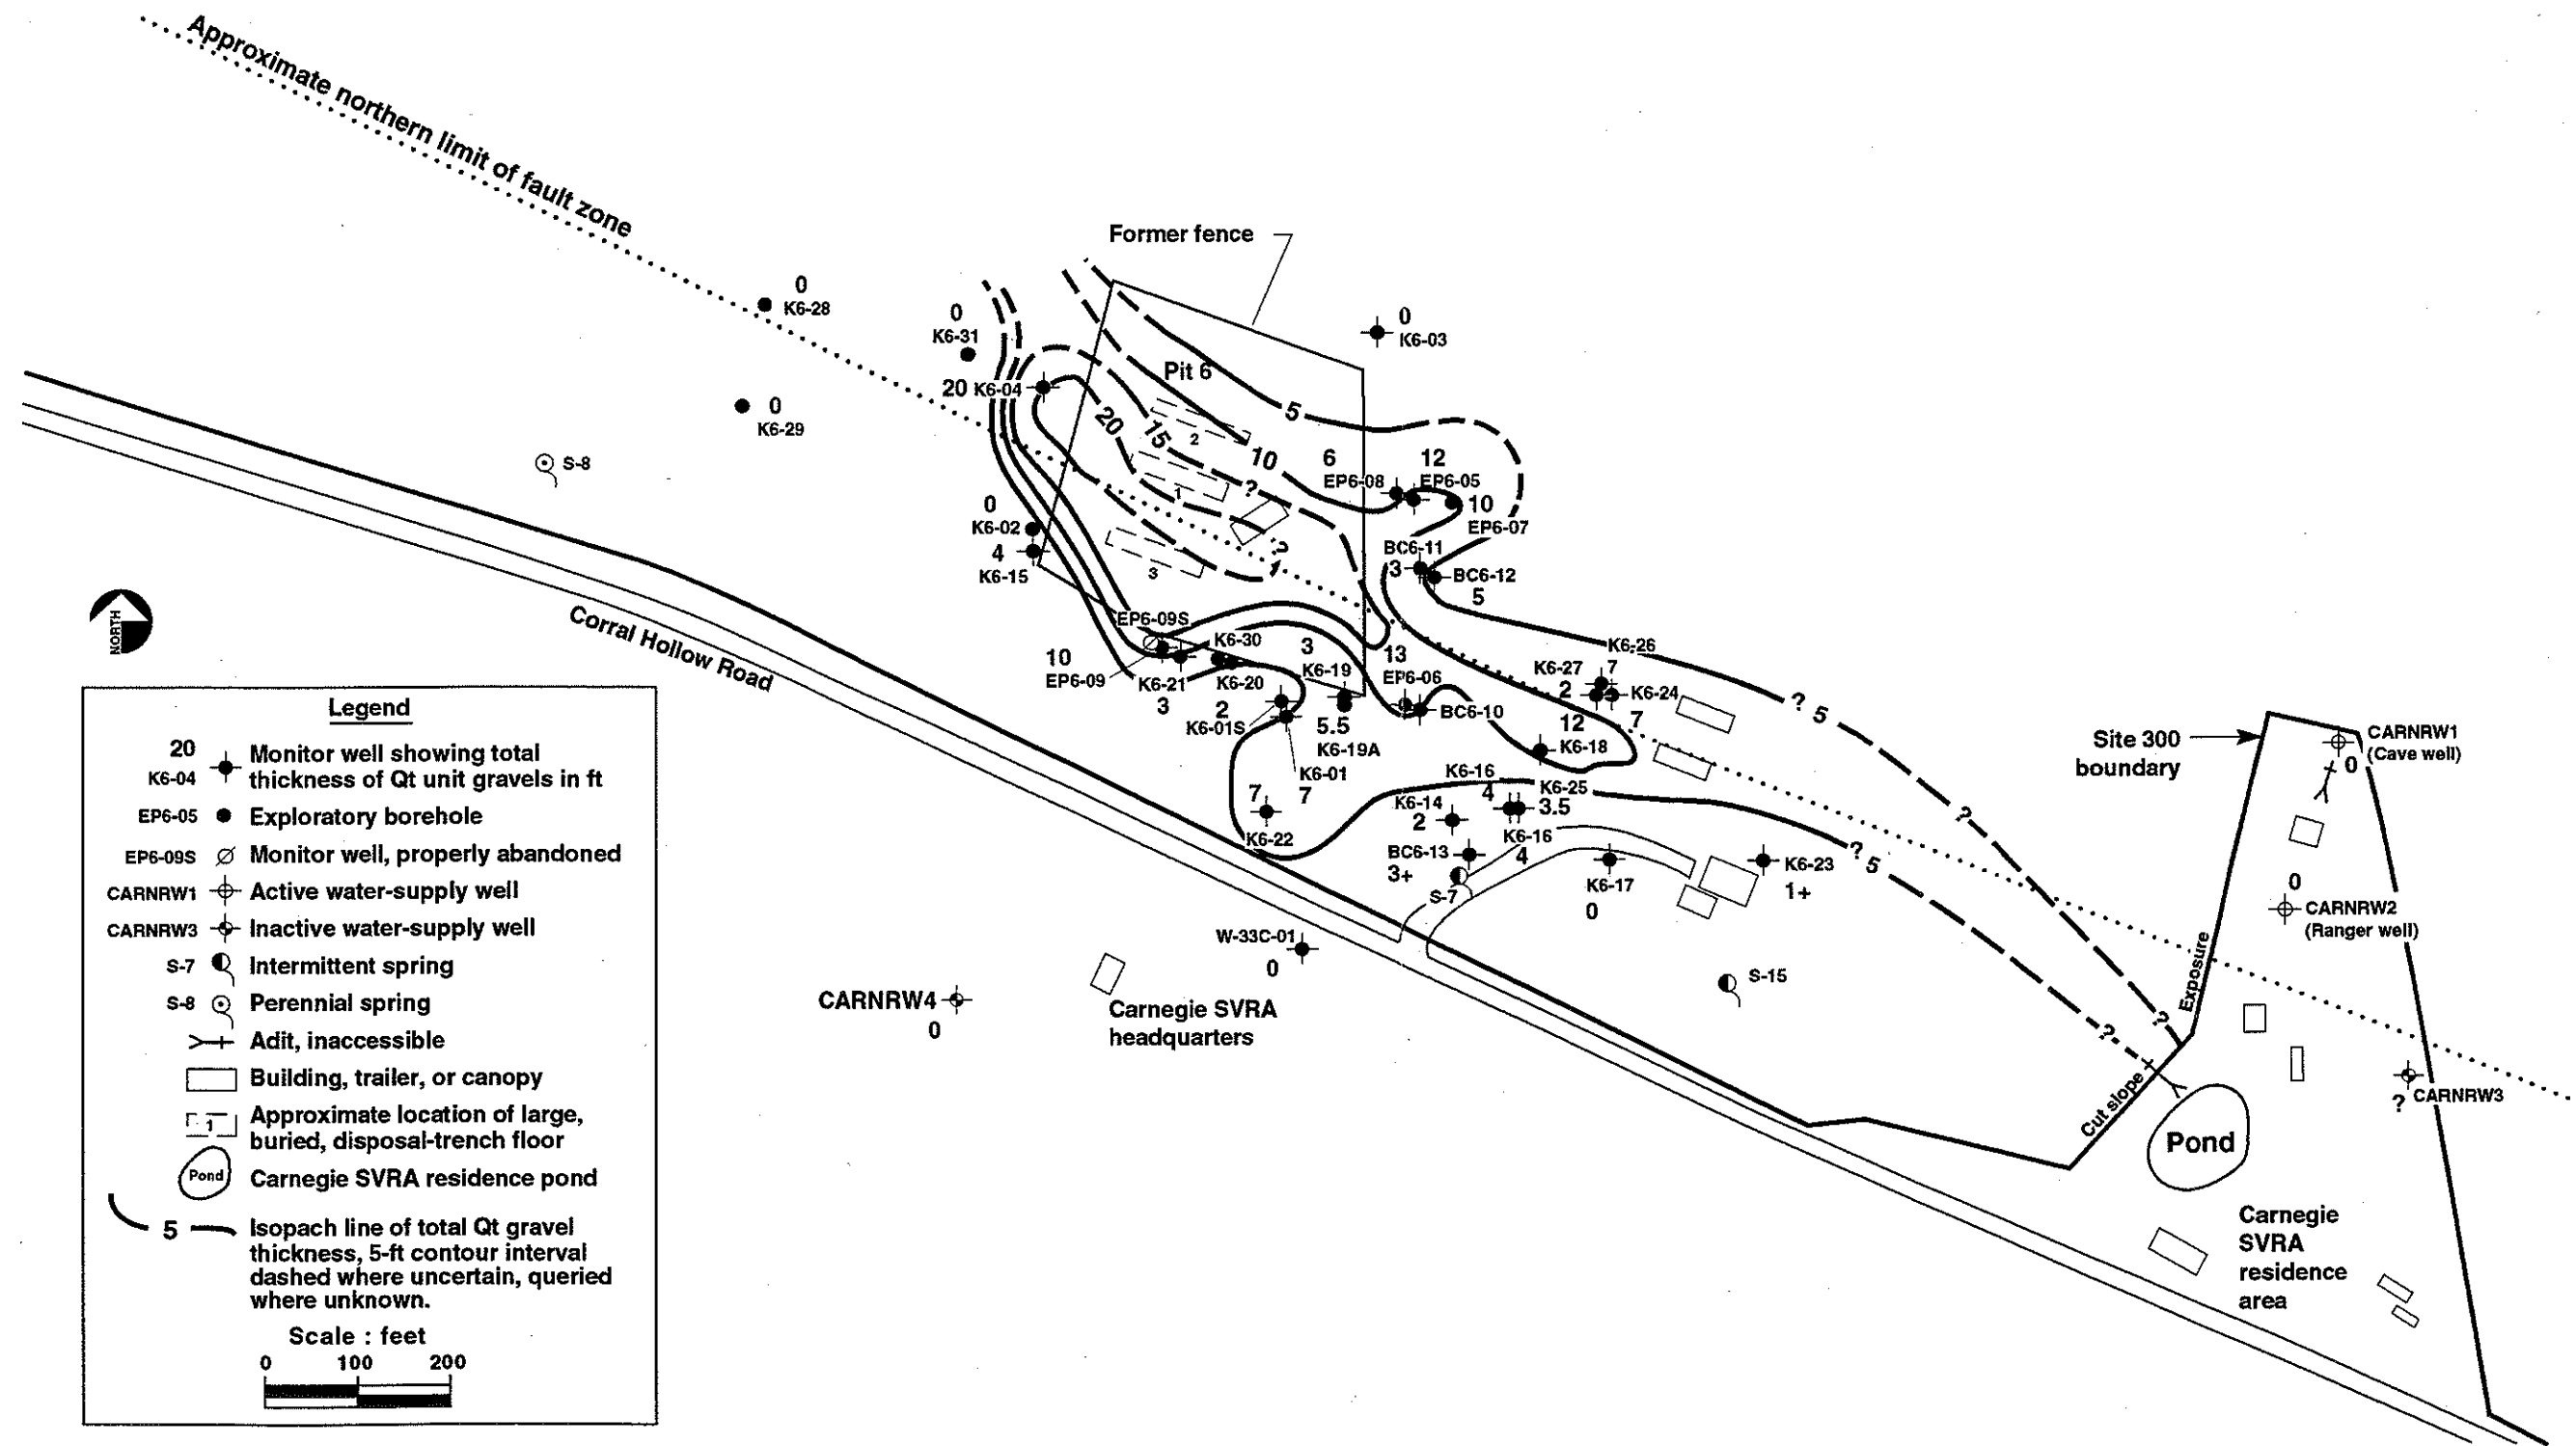 Approximate northern limit of fault zone
Former fence
0
K6-28
0
K6-31
0
K6-03
Pit 6
20 K6-04
0
K6-29
5
20
15
10
2
1
3
?
?
S-8
6
EP6-08
12
EP6-05
10
EP6-07
0
K6-02
4
K6-15
BC6-11
3
BC6-12
5
NORTH
Corral Hollow Road
EP6-09S
K6-30
3
K6-19
13
EP6-06
10
EP6-09
K6-21
3
K6-20
2
K6-01S
5.5
K6-19A
K6-01
7
BC6-10
K6-26
K6-27
7
2
K6-24
7
12
K6-18
? 5
?
?
?
? 5
7
K6-22
K6-16
4
K6-25
3.5
K6-14
2
K6-16
4
BC6-13
3+
S-7
K6-17
0
K6-23
1+
W-33C-01
0
S-15
CARNRW4
0
Carnegie SVRA
headquarters
Site 300
boundary
CARNRW1
(Cave well)
0
0
CARNRW2
(Ranger well)
Exposure
Cut slope
? CARNRW3
Pond
Carnegie
SVRA
residence
area
Legend
20
K6-04
Monitor well showing total
thickness of Qt unit gravels in ft
EP6-05 Exploratory borehole
EP6-09S Monitor well, properly abandoned
CARNRW1 Active water-supply well
CARNRW3 Inactive water-supply well
S-7 Intermittent spring
S-8 Perennial spring
Adit, inaccessible
Building, trailer, or canopy
1
Approximate location of large,
buried, disposal-trench floor
Pond Carnegie SVRA residence pond
5
Isopach line of total Qt gravel
thickness, 5-ft contour interval
dashed where uncertain, queried
where unknown.
Scale : feet
0 100 200